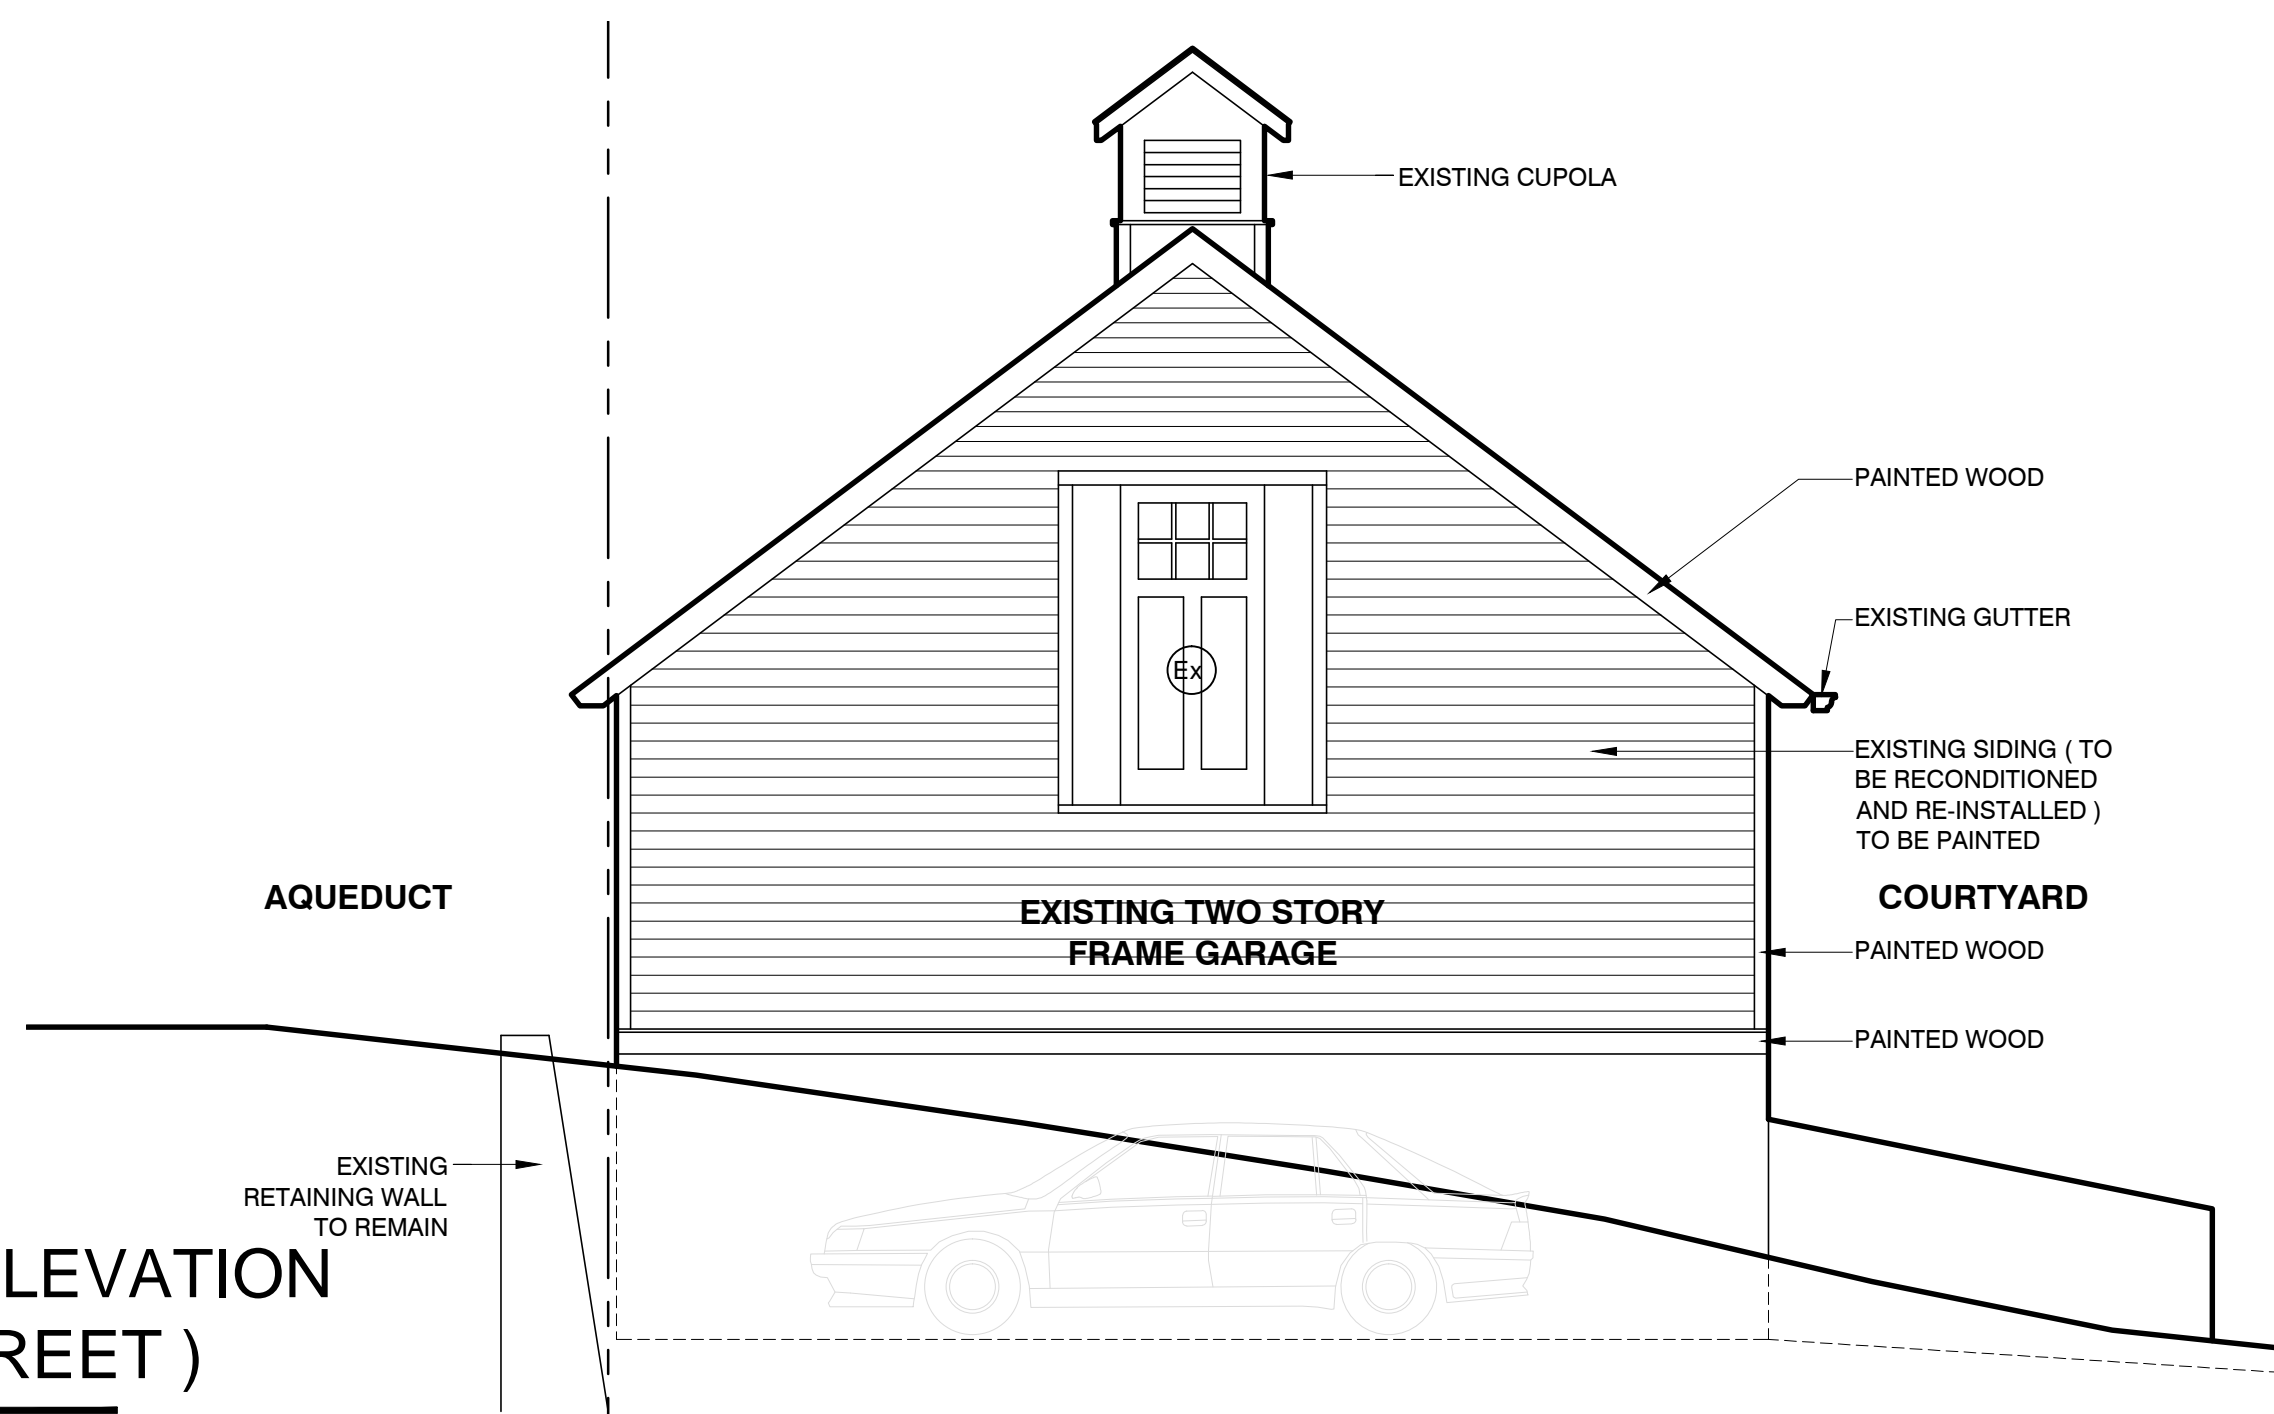 EXISTING CUPOLA
PAINTED WOOD
EXISTING GUTTER
Ex
EXISTING SIDING ( TO
BE RECONDITIONED
AND RE-INSTALLED )
TO BE PAINTED
AQUEDUCT
COURTYARD
EXISTING TWO STORY
FRAME GARAGE
PAINTED WOOD
PAINTED WOOD
EXISTING
RETAINING WALL
TO REMAIN
LEVATION
REET )